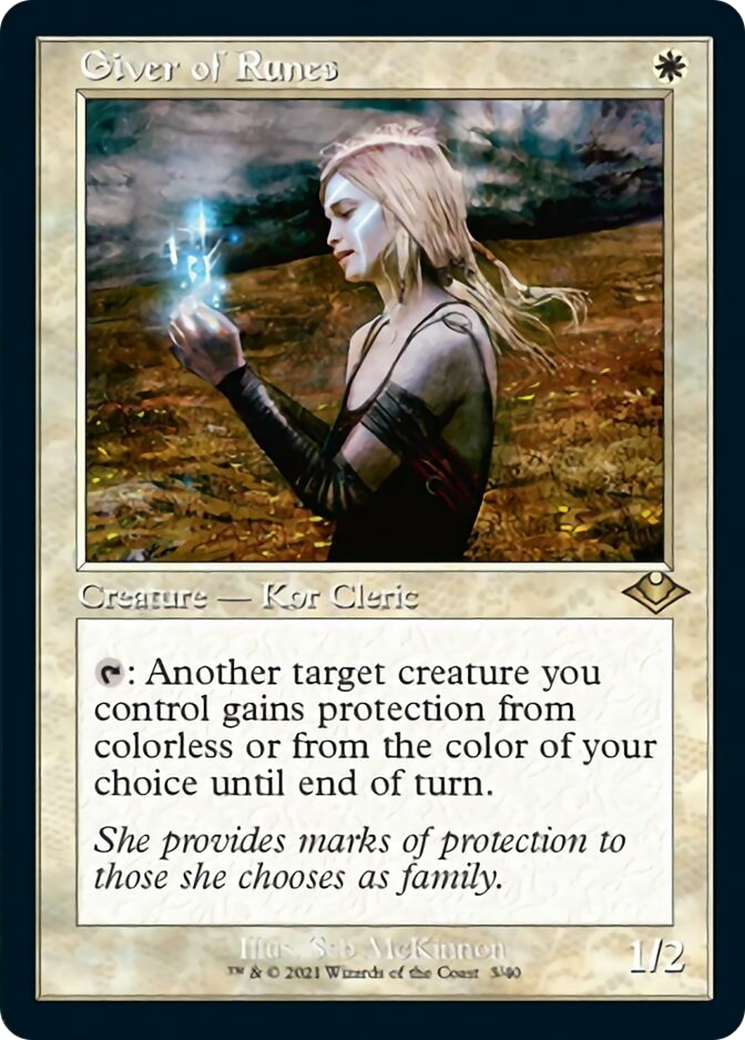 Giver of Runes
Creature — Kor Cleric
: Another target creature you
control gains protection from
colorless or from the color of your
choice until end of turn.
She provides marks of protection to
those she chooses as family.
Illus. Seb McKinnon
™ & © 2021 Wizards of the Coast 3/40
1/2